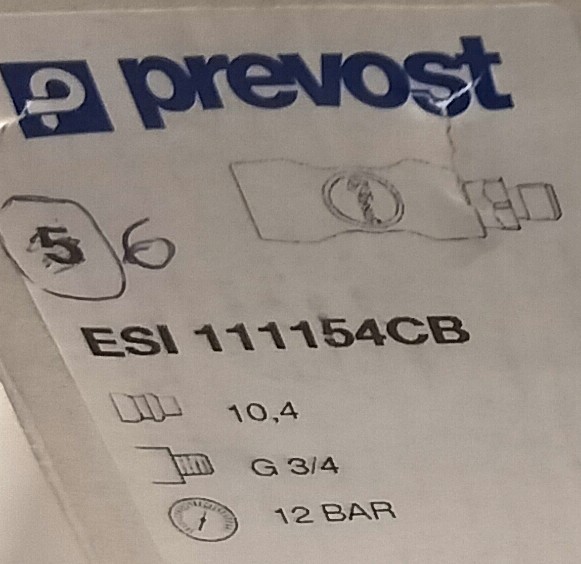 prevost
5 6
ESI 111154CB
10,4
G 3/4
12 BAR